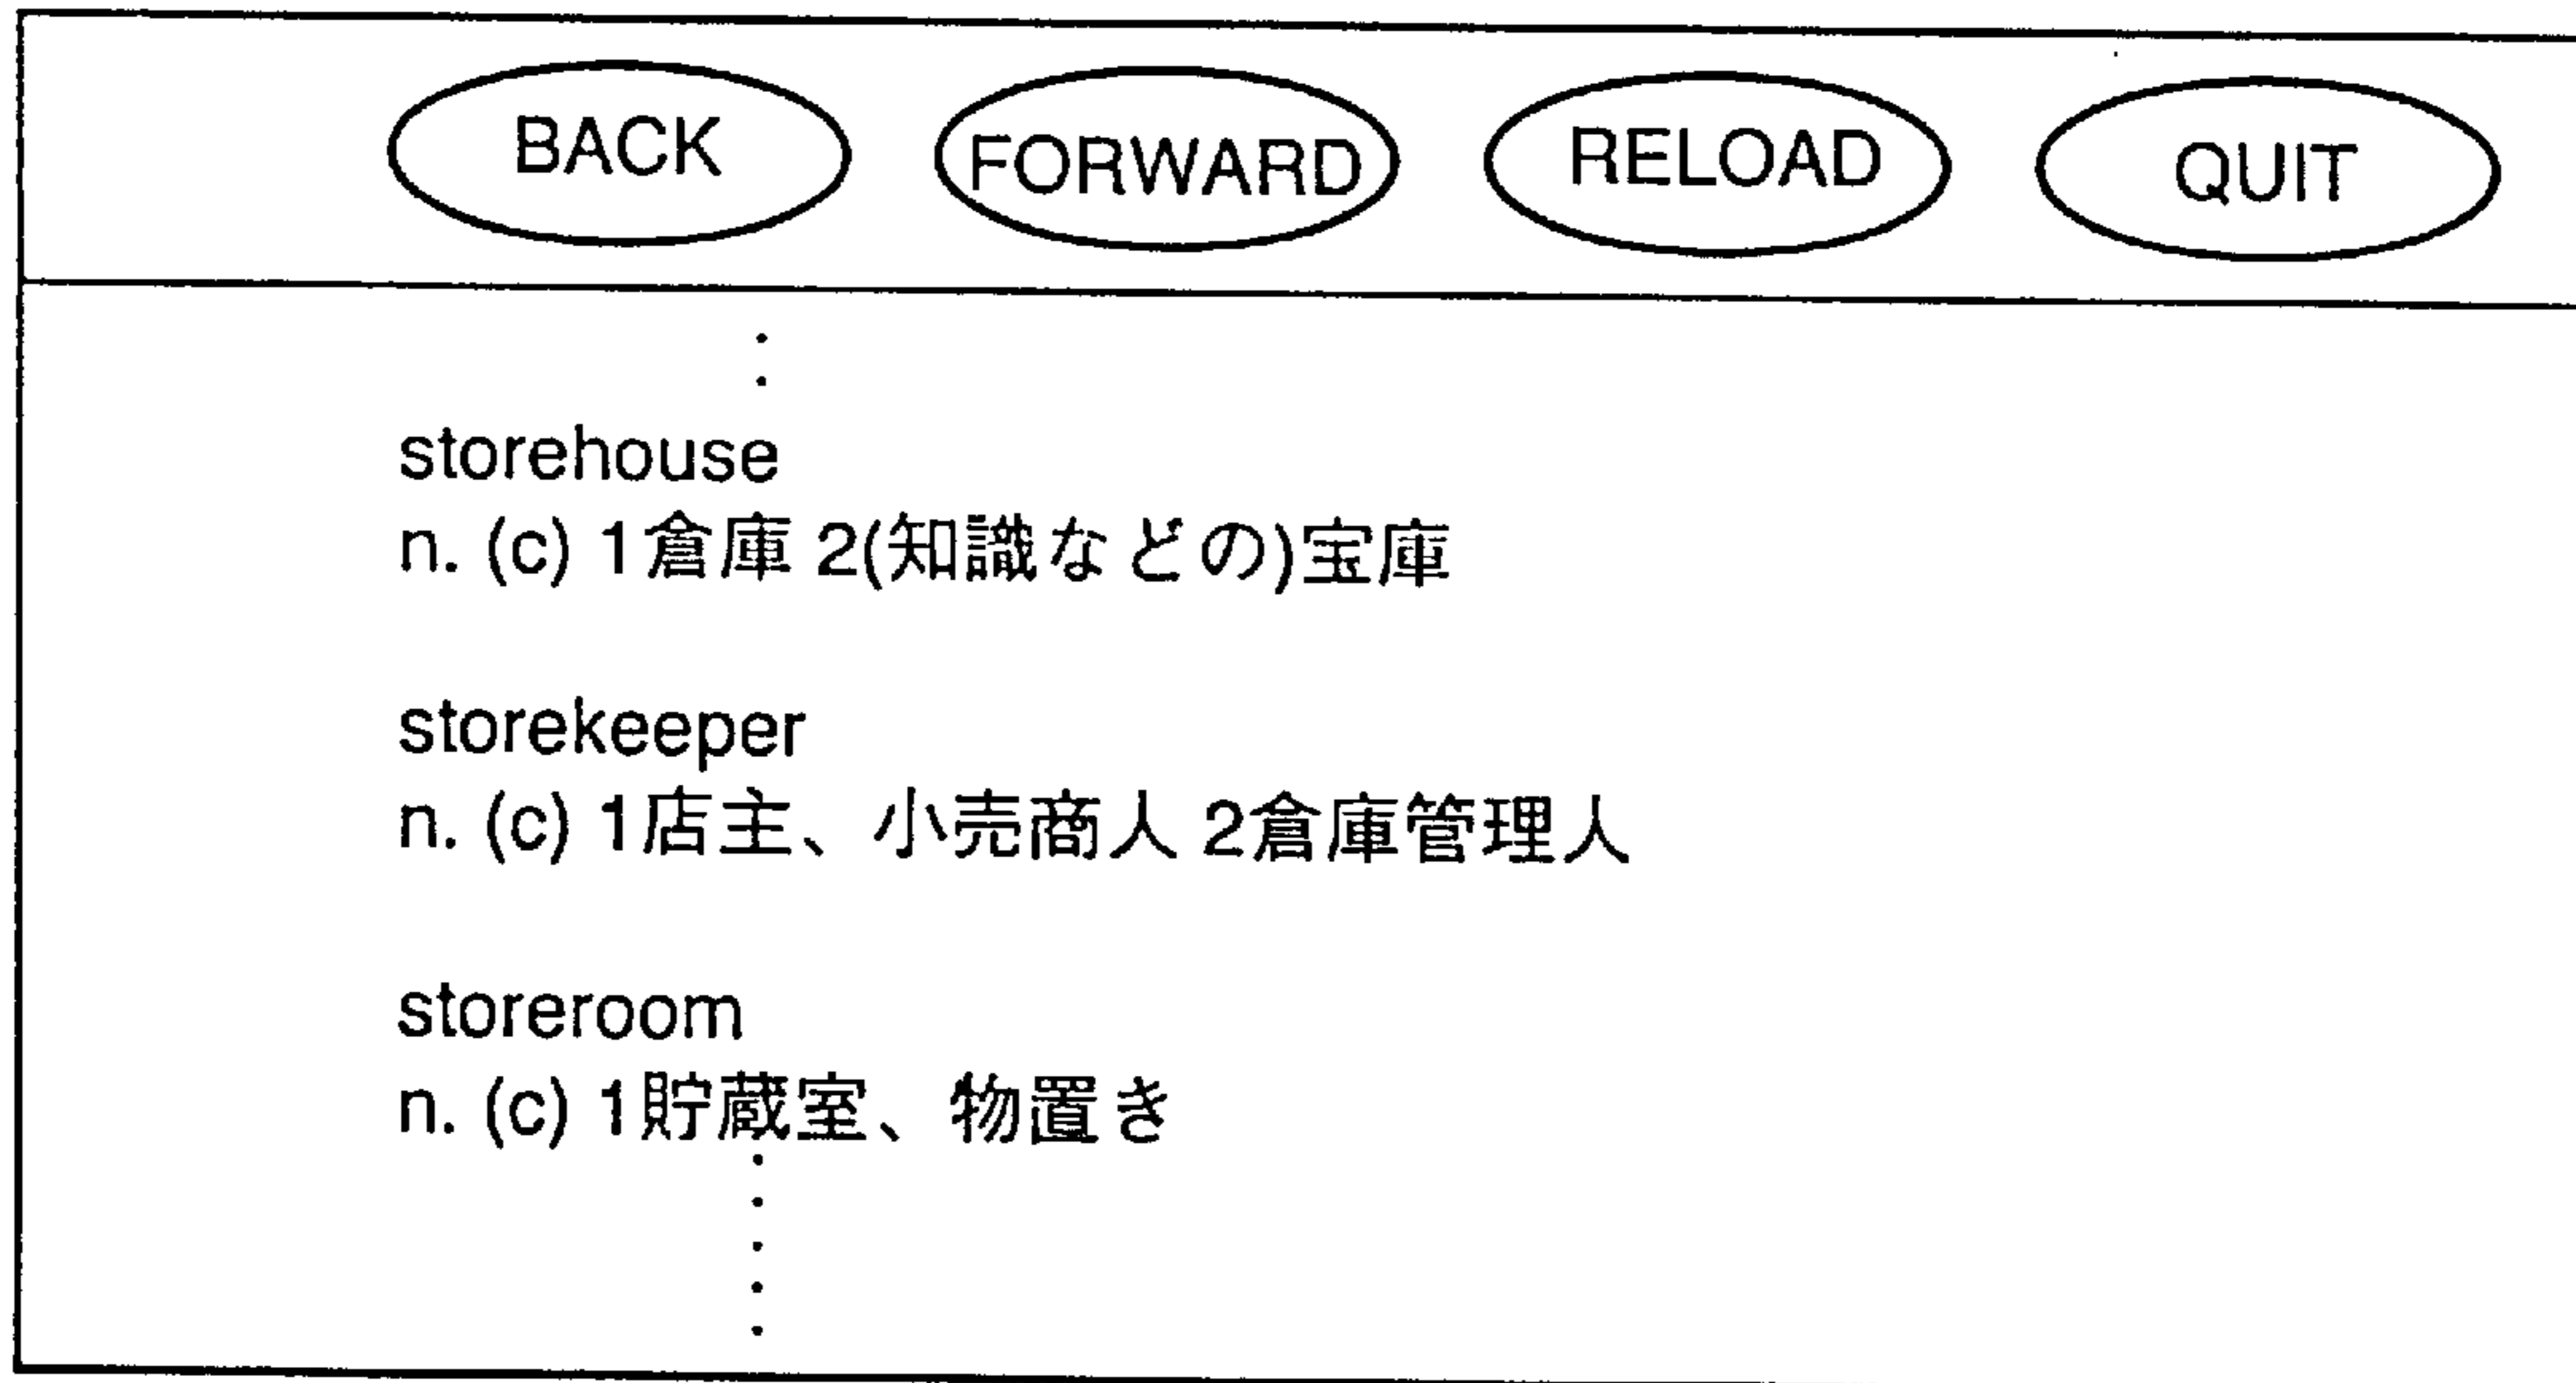 BACK FORWARD RELOAD QUIT
storehouse
n. (c) 1倉庫 2(知識などの)宝庫
storekeeper
n. (c) 1店主、小売商人 2倉庫管理人
storeroom
n. (c) 1貯蔵室、物置き